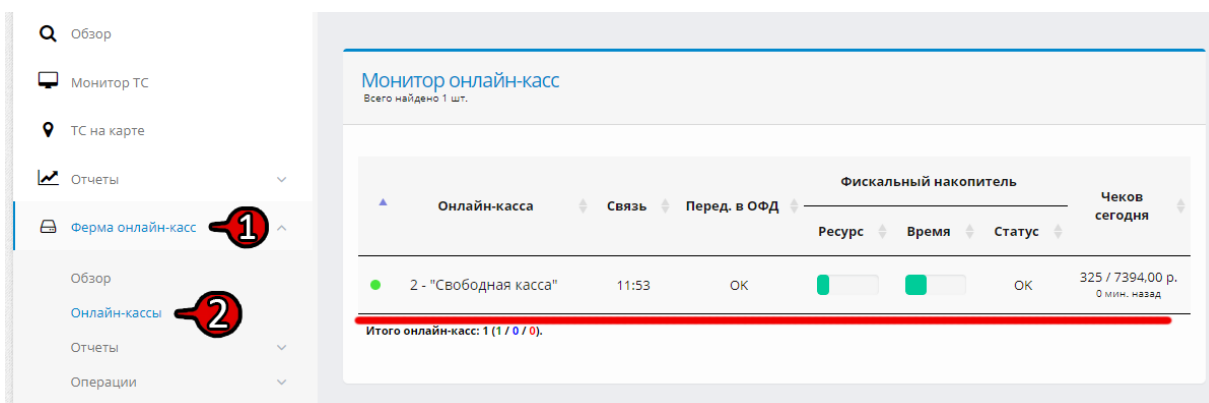 Обзор
Монитор ТС
ТС на карте
Отчеты
Ферма онлайн-касс 1
Обзор
Онлайн-кассы 2
Отчеты
Операции
Монитор онлайн-касс
Всего найдено 1 шт.
Онлайн-касса Связь Перед. в ОФД Фискальный накопитель Чеков сегодня
Ресурс Время Статус
2 - "Свободная касса" 11:53 OK OK 325 / 7394,00 р.
0 мин. назад
Итого онлайн-касс: 1 (1 / 0 / 0).